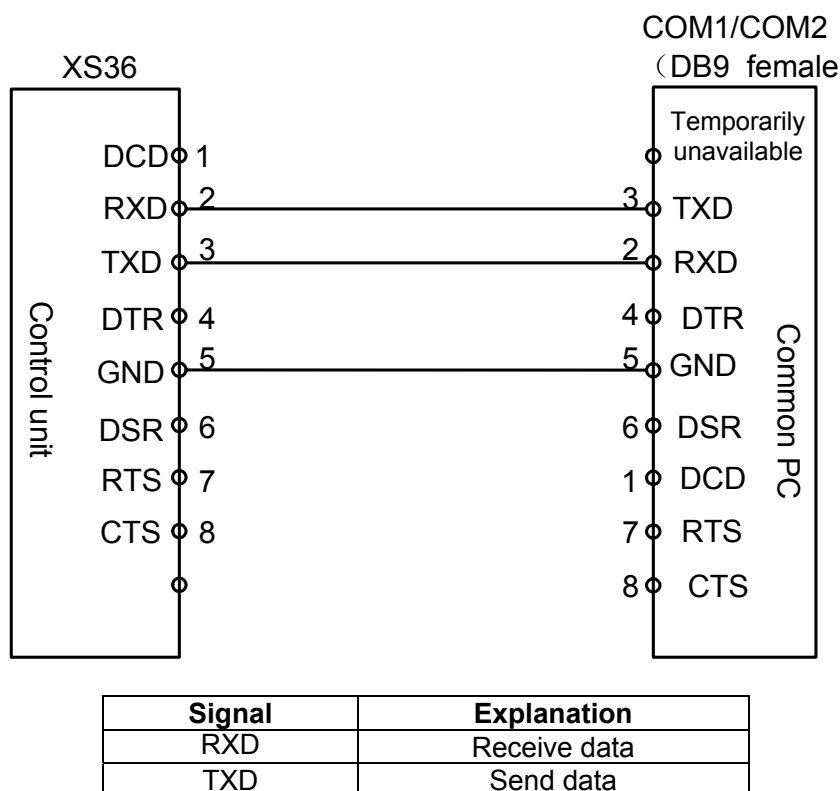 COM1/COM2
XS36
（DB9 female
Temporarily
unavailable
DCD 1
RXD 2
3 TXD
TXD 3
2 RXD
DTR 4
4 DTR
GND 5
5 GND
DSR 6
6 DSR
RTS 7
1 DCD
CTS 8
7 RTS
8 CTS
Control unit
Common PC
Signal Explanation
RXD Receive data
TXD Send data